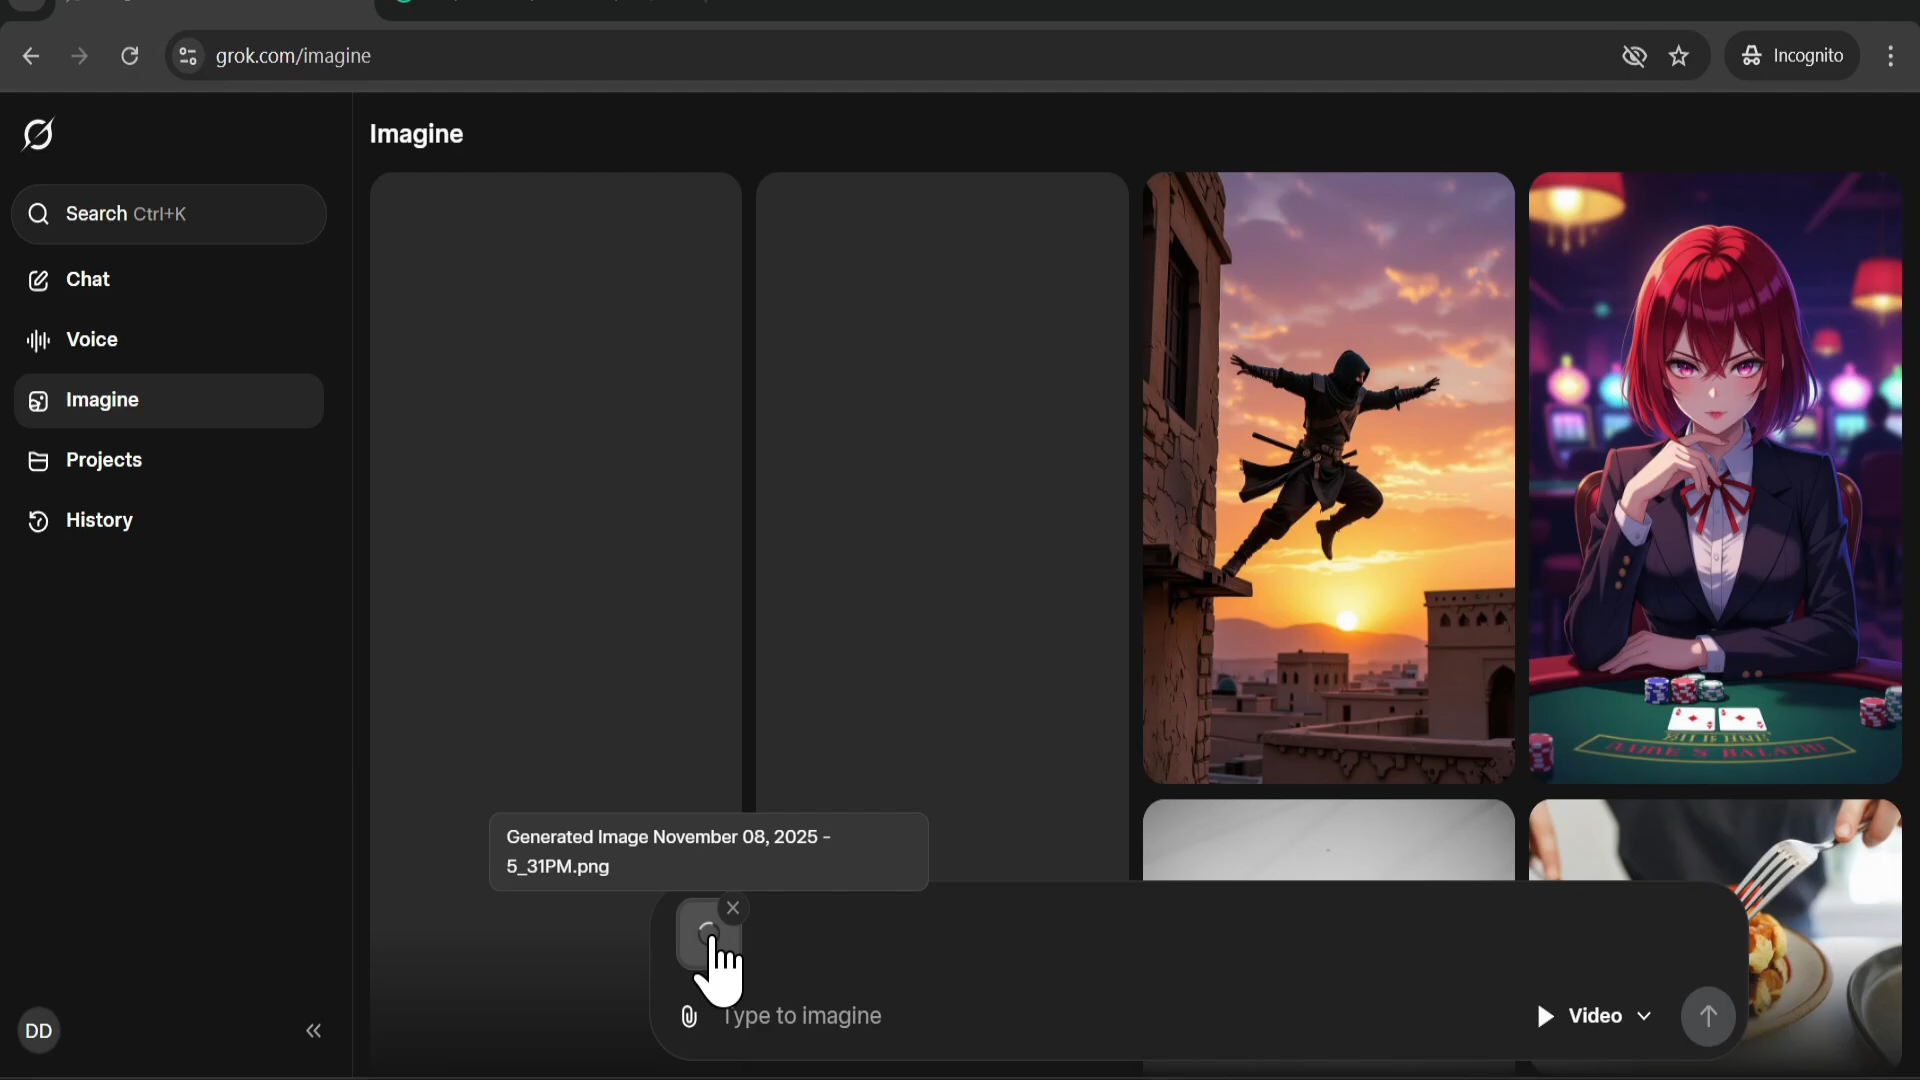 grok.com/imagine
Incognito
Imagine
Search Ctrl+K
Chat
Voice
Imagine
Projects
History
Generated Image November 08, 2025 -
5_31PM.png
Type to imagine
Video
DD